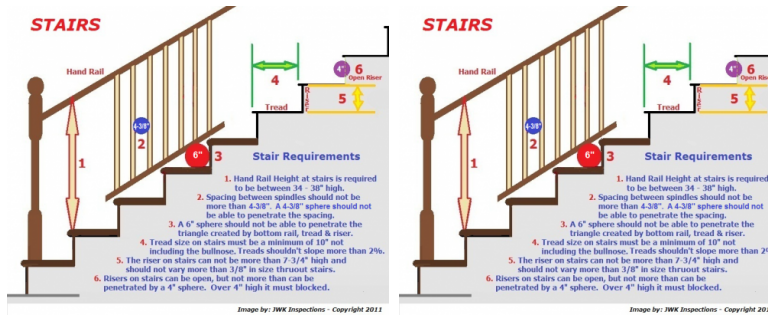 STAIRS
Hand Rail
4"
6
Open Riser
4
5
Tread
4-3/8"
2
6"
3
1
Stair Requirements
1. Hand Rail Height at stairs is required
to be between 34 - 38" high.
2. Spacing between spindles should not be
more than 4-3/8". A 4-3/8" sphere should not
be able to penetrate the spacing.
3. A 6" sphere should not be able to penetrate the
triangle created by bottom rail, tread & riser.
4. Tread size on stairs must be a minimum of 10" not
including the bullnose. Treads shouldn't slope more than 2%.
5. The riser on stairs can not be more than 7-3/4" high and
should not vary more than 3/8" in size thruout stairs.
6. Risers on stairs can be open, but not more than can be
penetrated by a 4" sphere. Over 4" high it must blocked.
Image by: JWK Inspections - Copyright 2011
STAIRS
Hand Rail
4"
6
Open Riser
4
5
Tread
4-3/8"
2
6"
3
1
Stair Requirements
1. Hand Rail Height at stairs is required
to be between 34 - 38" high.
2. Spacing between spindles should not be
more than 4-3/8". A 4-3/8" sphere should not
be able to penetrate the spacing.
3. A 6" sphere should not be able to penetrate the
triangle created by bottom rail, tread & riser.
4. Tread size on stairs must be a minimum of 10" not
including the bullnose. Treads shouldn't slope more than
5. The riser on stairs can not be more than 7-3/4" high and
should not vary more than 3/8" in size thruout stairs.
6. Risers on stairs can be open, but not more than can be
penetrated by a 4" sphere. Over 4" high it must blocked.
Image by: JWK Inspections - Copyright